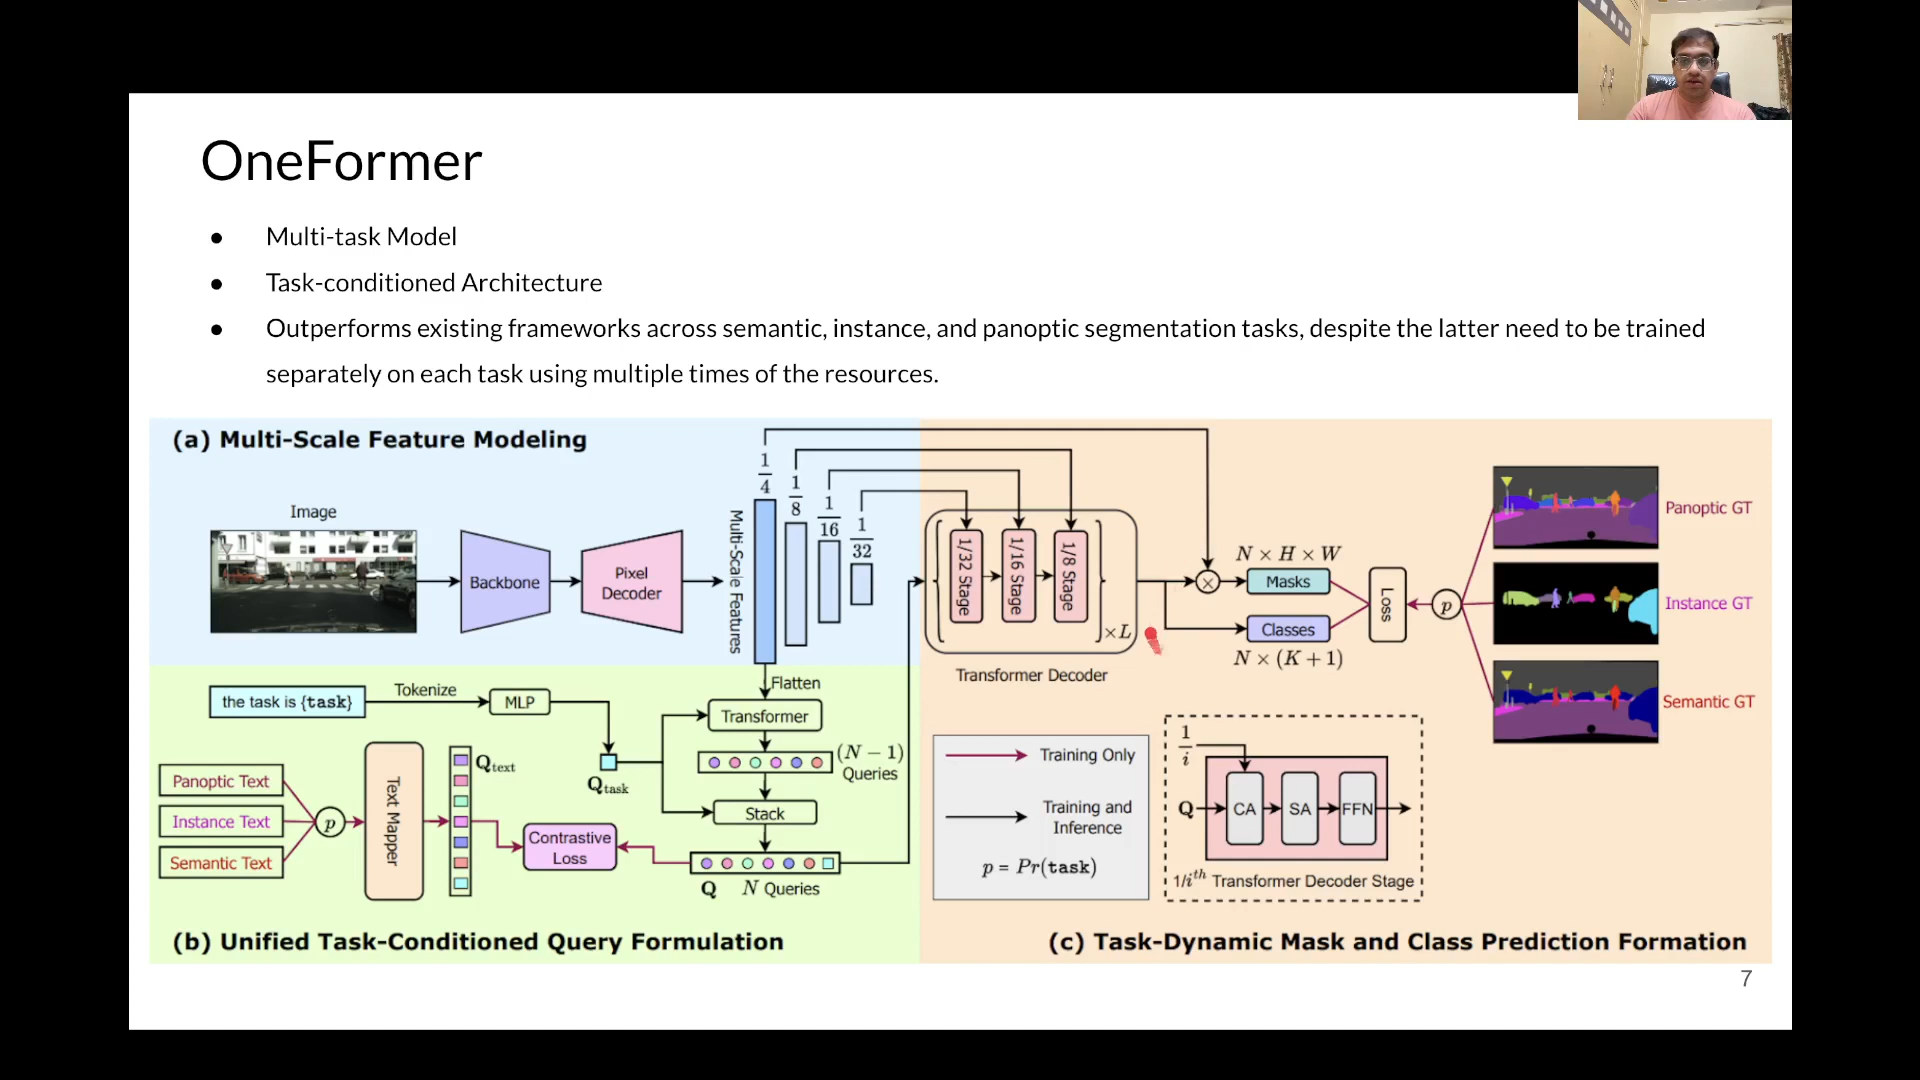 OneFormer
● Multi-task Model
● Task-conditioned Architecture
● Outperforms existing frameworks across semantic, instance, and panoptic segmentation tasks, despite the latter need to be trained
separately on each task using multiple times of the resources.
(a) Multi-Scale Feature Modeling
Image
Backbone
Pixel
Decoder
Multi-Scale Features
1/4
1/8
1/16
1/32
Flatten
the task is {task}
Tokenize
MLP
Q_task
Transformer
(N − 1)
Queries
Stack
Q N Queries
Panoptic Text
Instance Text
Semantic Text
p
Text Mapper
Q_text
Contrastive
Loss
(b) Unified Task-Conditioned Query Formulation
1/32 Stage
1/16 Stage
1/8 Stage
×L
Transformer Decoder
×
N × H × W
Masks
Classes
N × (K + 1)
Loss
p
Panoptic GT
Instance GT
Semantic GT
Training Only
Training and
Inference
p = Pr(task)
1/i
Q
CA
SA
FFN
1/i^th Transformer Decoder Stage
(c) Task-Dynamic Mask and Class Prediction Formation
7